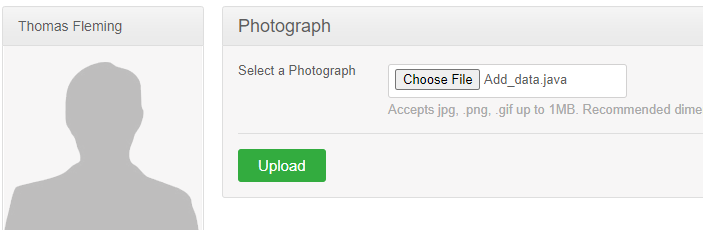 Thomas Fleming
Photograph
Select a Photograph
Choose File Add_data.java
Accepts jpg, .png, .gif up to 1MB. Recommended dime
Upload